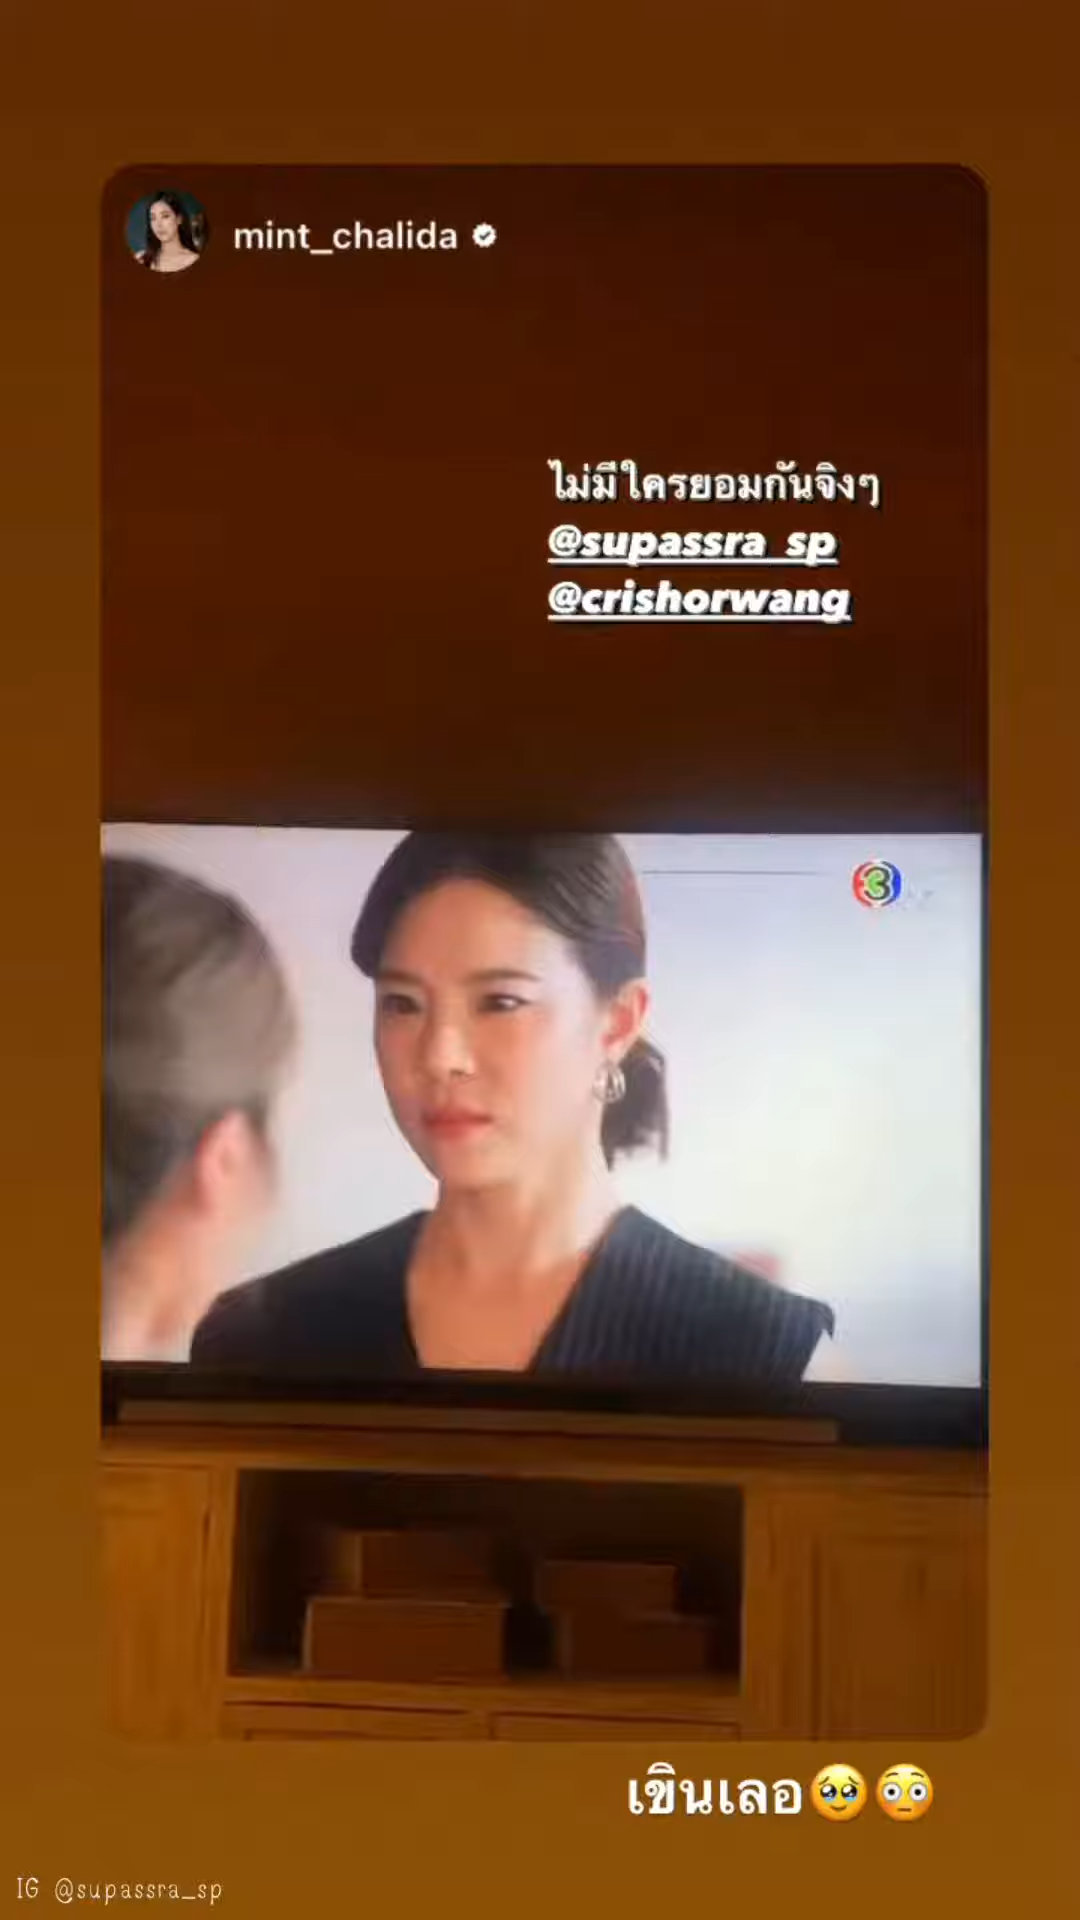 mint_chalida
ไม่มีใครยอมกันจิงๆ
@supassra_sp
@crishorwang
3
เขินเลอ🥹😳
IG @supassra_sp